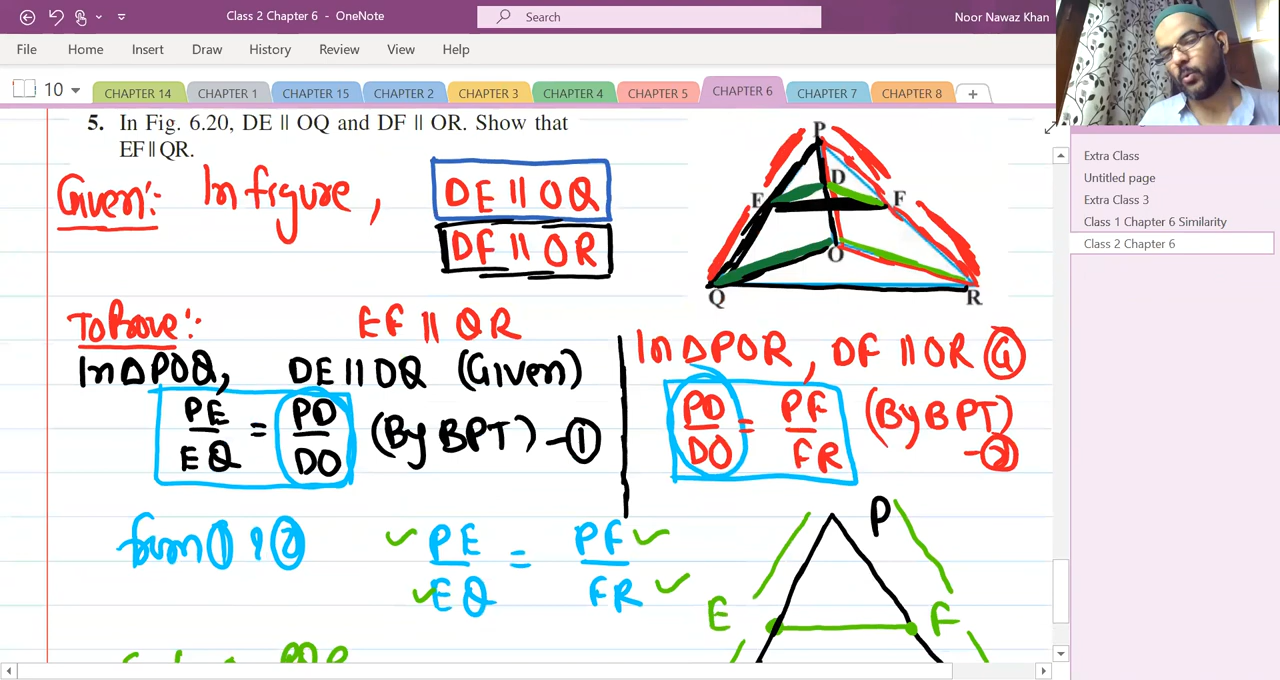 Class 2 Chapter 6 - OneNote
Search
Noor Nawaz Khan
File Home Insert Draw History Review View Help
10 CHAPTER 14 CHAPTER 1 CHAPTER 15 CHAPTER 2 CHAPTER 3 CHAPTER 4 CHAPTER 5 CHAPTER 6 CHAPTER 7 CHAPTER 8 +
Extra Class
Untitled page
Extra Class 3
Class 1 Chapter 6 Similarity
Class 2 Chapter 6
5. In Fig. 6.20, DE || OQ and DF || OR. Show that
EF || QR.
Given: In figure, DE || OQ
DF || OR
P
D
E F
O
Q R
To Prove: EF || QR
In ΔPOQ, DE || DQ (Given)
PE/EQ = PD/DO (By BPT) - ①
In ΔPOR, DF || OR G
PD/DO = PF/FR (By BPT)
- ②
from ① & ② PE/EQ = PF/FR
P
E F